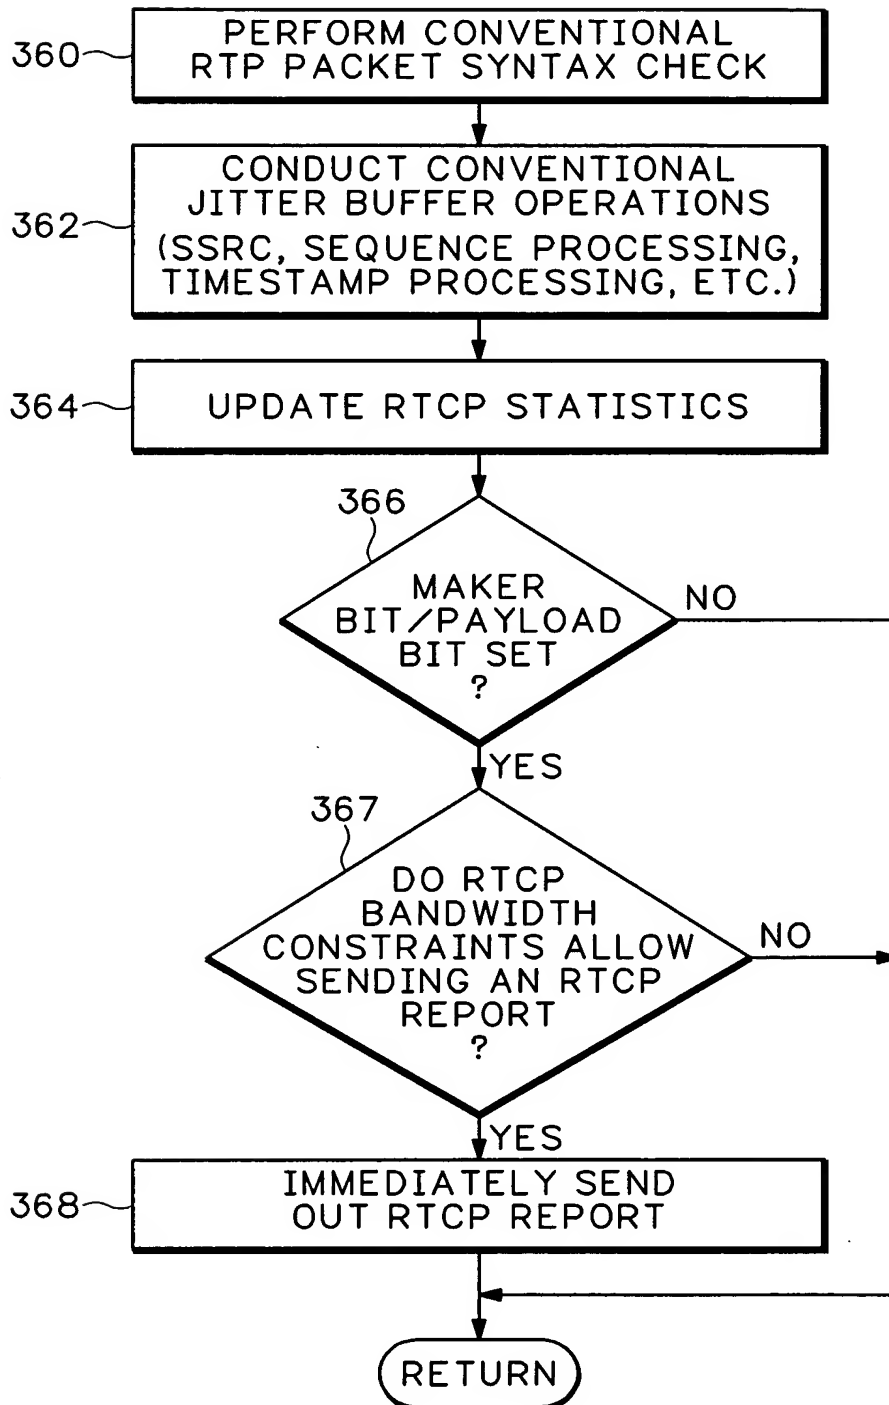 360
PERFORM CONVENTIONAL
RTP PACKET SYNTAX CHECK
362
CONDUCT CONVENTIONAL
JITTER BUFFER OPERATIONS
(SSRC, SEQUENCE PROCESSING,
TIMESTAMP PROCESSING, ETC.)
364
UPDATE RTCP STATISTICS
366
MAKER
BIT/PAYLOAD
BIT SET
?
NO
YES
367
DO RTCP
BANDWIDTH
CONSTRAINTS ALLOW
SENDING AN RTCP
REPORT
?
NO
YES
368
IMMEDIATELY SEND
OUT RTCP REPORT
RETURN